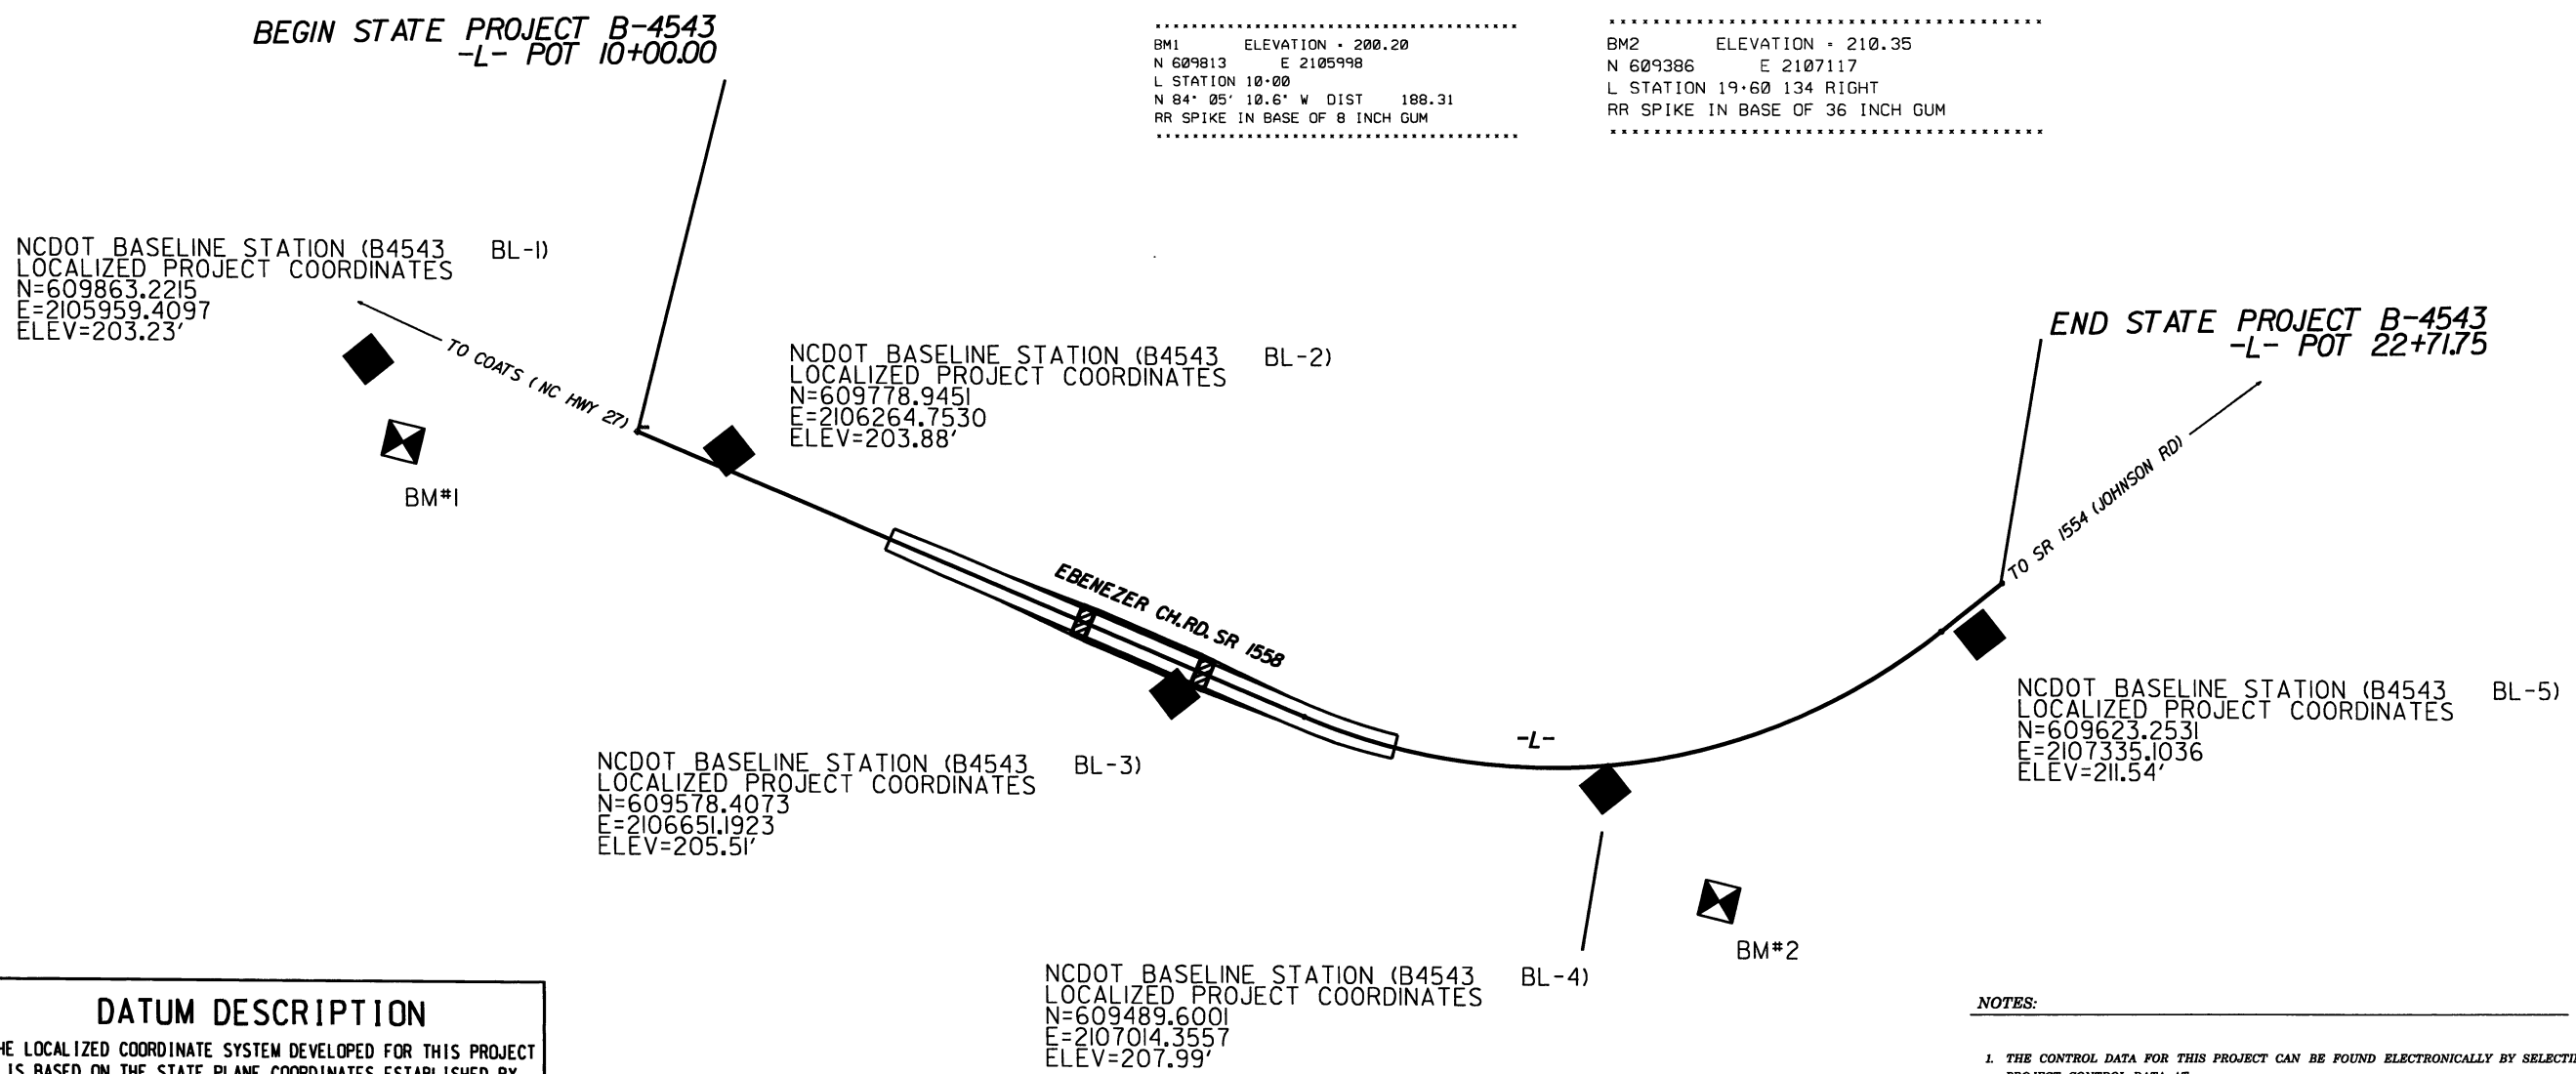 BEGIN STATE PROJECT B-4543
-L- POT 10+00.00
BM1 ELEVATION = 200.20
N 609813 E 2105998
L STATION 10+00
N 84° 05' 10.6" W DIST 188.31
RR SPIKE IN BASE OF 8 INCH GUM
BM2 ELEVATION = 210.35
N 609386 E 2107117
L STATION 19+60 134 RIGHT
RR SPIKE IN BASE OF 36 INCH GUM
NCDOT BASELINE STATION (B4543 BL-1)
LOCALIZED PROJECT COORDINATES
N=609863.2215
E=2105959.4097
ELEV=203.23'
TO COATS (NC HWY 27)
BM#1
NCDOT BASELINE STATION (B4543 BL-2)
LOCALIZED PROJECT COORDINATES
N=609778.9451
E=2106264.7530
ELEV=203.88'
END STATE PROJECT B-4543
-L- POT 22+71.75
TO SR 1554 (JOHNSON RD)
EBENEZER CH.RD. SR 1558
-L-
NCDOT BASELINE STATION (B4543 BL-5)
LOCALIZED PROJECT COORDINATES
N=609623.2531
E=2107335.1036
ELEV=211.54'
NCDOT BASELINE STATION (B4543 BL-3)
LOCALIZED PROJECT COORDINATES
N=609578.4073
E=2106651.1923
ELEV=205.51'
BM#2
NCDOT BASELINE STATION (B4543 BL-4)
LOCALIZED PROJECT COORDINATES
N=609489.6001
E=2107014.3557
ELEV=207.99'
DATUM DESCRIPTION
HE LOCALIZED COORDINATE SYSTEM DEVELOPED FOR THIS PROJECT
IS BASED ON THE STATE PLANE COORDINATES ESTABLISHED BY
NOTES:
1. THE CONTROL DATA FOR THIS PROJECT CAN BE FOUND ELECTRONICALLY BY SELECTI
PROJECT CONTROL DATA AT